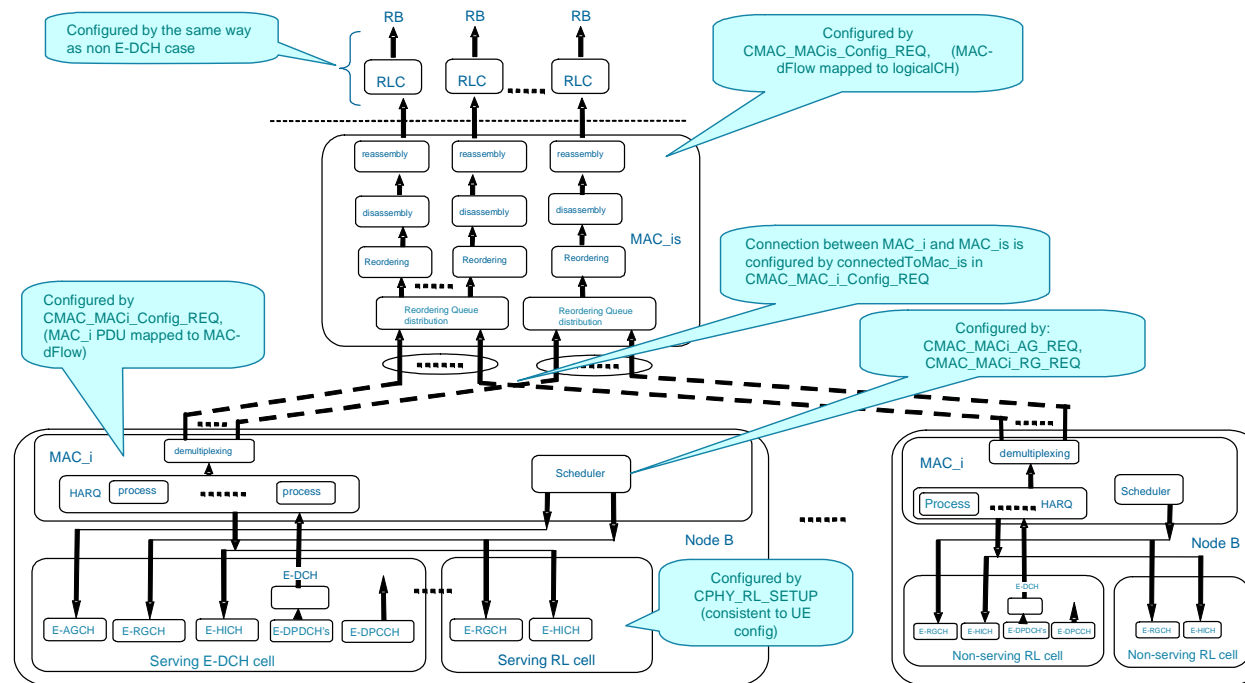 RB RB RB
Configured by the same way
as non E-DCH case
RLC RLC RLC
Configured by
CMAC_MACis_Config_REQ, (MAC-
dFlow mapped to logicalCH)
reassembly reassembly reassembly
disassembly disassembly disassembly
MAC_is
Reordering Reordering Reordering
Reordering Queue
distribution
Reordering Queue
distribution
Connection between MAC_i and MAC_is is
configured by connectedToMac_is in
CMAC_MAC_i_Config_REQ
Configured by
CMAC_MACi_Config_REQ,
(MAC_i PDU mapped to MAC-
dFlow)
Configured by:
CMAC_MACi_AG_REQ,
CMAC_MACi_RG_REQ
MAC_i
demultiplexing
Scheduler
HARQ process process
Node B
E-DCH
E-AGCH E-RGCH E-HICH E-DPDCH's E-DPCCH
Serving E-DCH cell
E-RGCH E-HICH
Serving RL cell
Configured by
CPHY_RL_SETUP
(consistent to UE
config)
MAC_i
demultiplexing
Scheduler
Process HARQ
Node B
E-DCH
E-RGCH E-HICH E-DPDCH's E-DPCCH
Non-serving RL cell
E-RGCH E-HICH
Non-serving RL cell